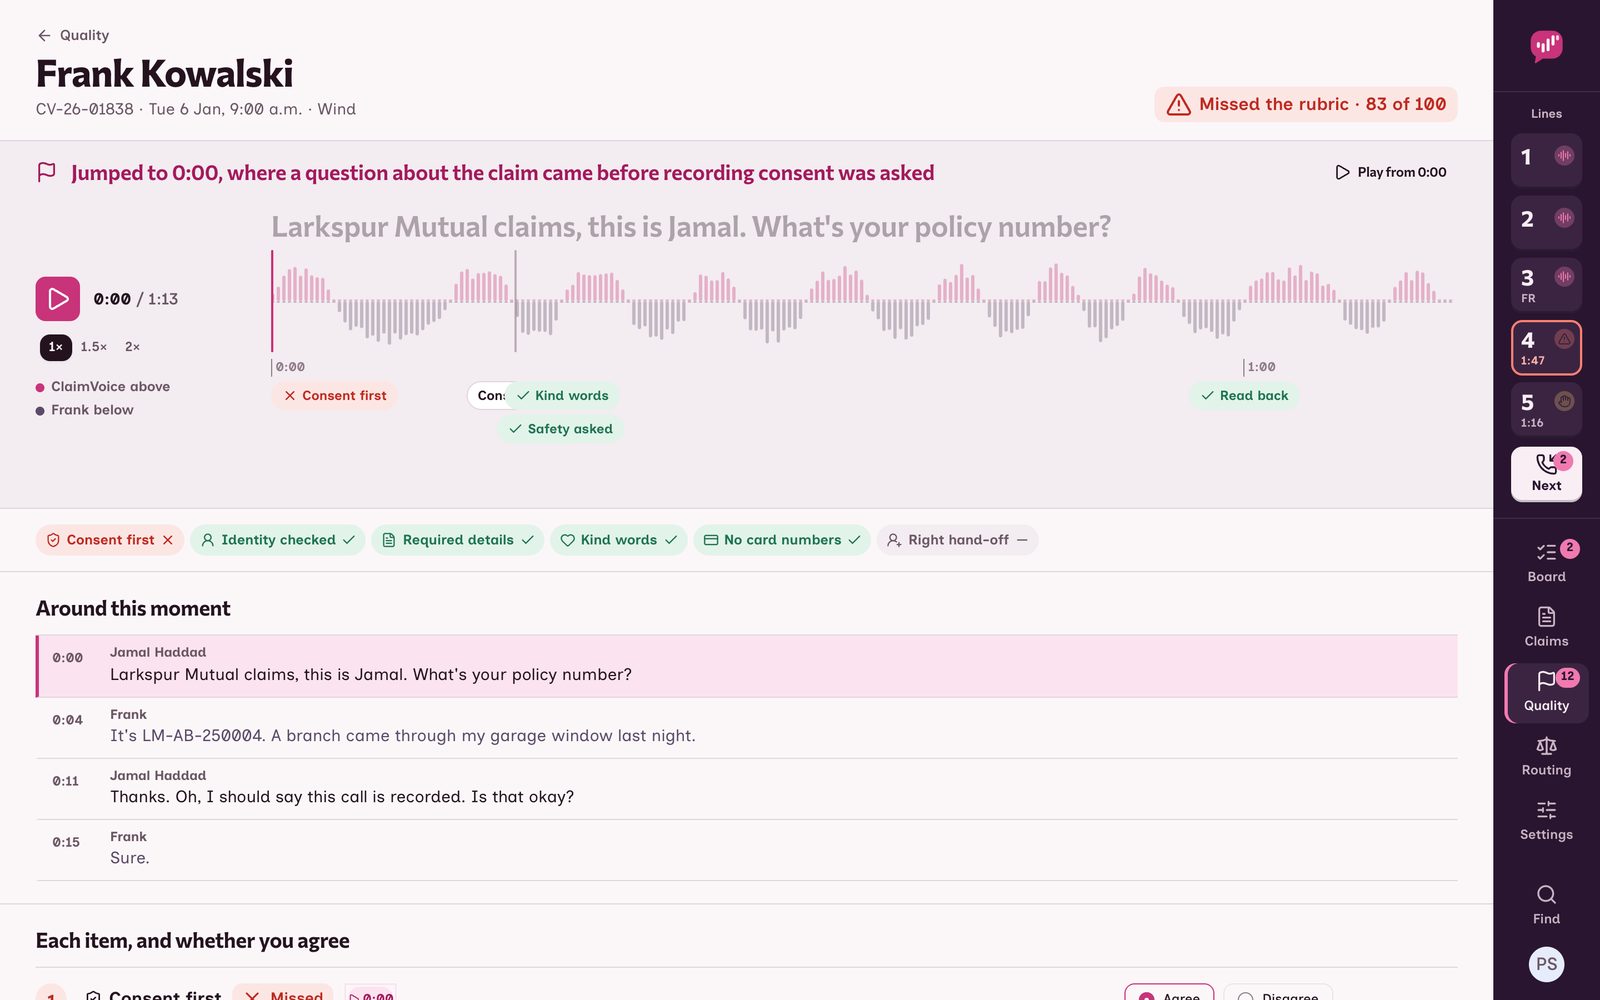 Quality
Frank Kowalski
CV-26-01838 · Tue 6 Jan, 9:00 a.m. · Wind
Missed the rubric · 83 of 100
Jumped to 0:00, where a question about the claim came before recording consent was asked
Play from 0:00
Larkspur Mutual claims, this is Jamal. What's your policy number?
0:00 / 1:13
1× 1.5× 2×
ClaimVoice above
Frank below
0:00
1:00
Consent first
Kind words
Read back
Safety asked
Consent first
Identity checked
Required details
Kind words
No card numbers
Right hand-off
Around this moment
0:00
Jamal Haddad
Larkspur Mutual claims, this is Jamal. What's your policy number?
0:04
Frank
It's LM-AB-250004. A branch came through my garage window last night.
0:11
Jamal Haddad
Thanks. Oh, I should say this call is recorded. Is that okay?
0:15
Frank
Sure.
Each item, and whether you agree
1
Consent first
Missed
0:00
Agree
Disagree
Lines
1
2
3
FR
4
1:47
5
1:16
2
Next
2
Board
Claims
12
Quality
Routing
Settings
Find
PS